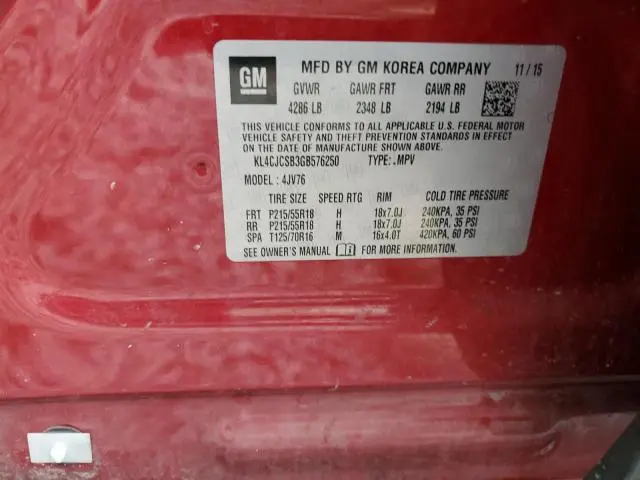 GM
MFD BY GM KOREA COMPANY 11/15
GVWR GAWR FRT GAWR RR
4286 LB 2348 LB 2194 LB
THIS VEHICLE CONFORMS TO ALL APPLICABLE U.S. FEDERAL MOTOR
VEHICLE SAFETY AND THEFT PREVENTION STANDARDS IN EFFECT
ON THE DATE OF MANUFACTURE SHOWN ABOVE.
KL4CJCSB3GB576250 TYPE:.MPV
MODEL: 4JV76
TIRE SIZE SPEED RTG RIM COLD TIRE PRESSURE
FRT P215/55R18 H 18x7.0J 240KPA, 35 PSI
RR P215/55R18 H 18x7.0J 240KPA, 35 PSI
SPA T125/70R16 M 16x4.0T 420KPA, 60 PSI
SEE OWNER'S MANUAL FOR MORE INFORMATION.